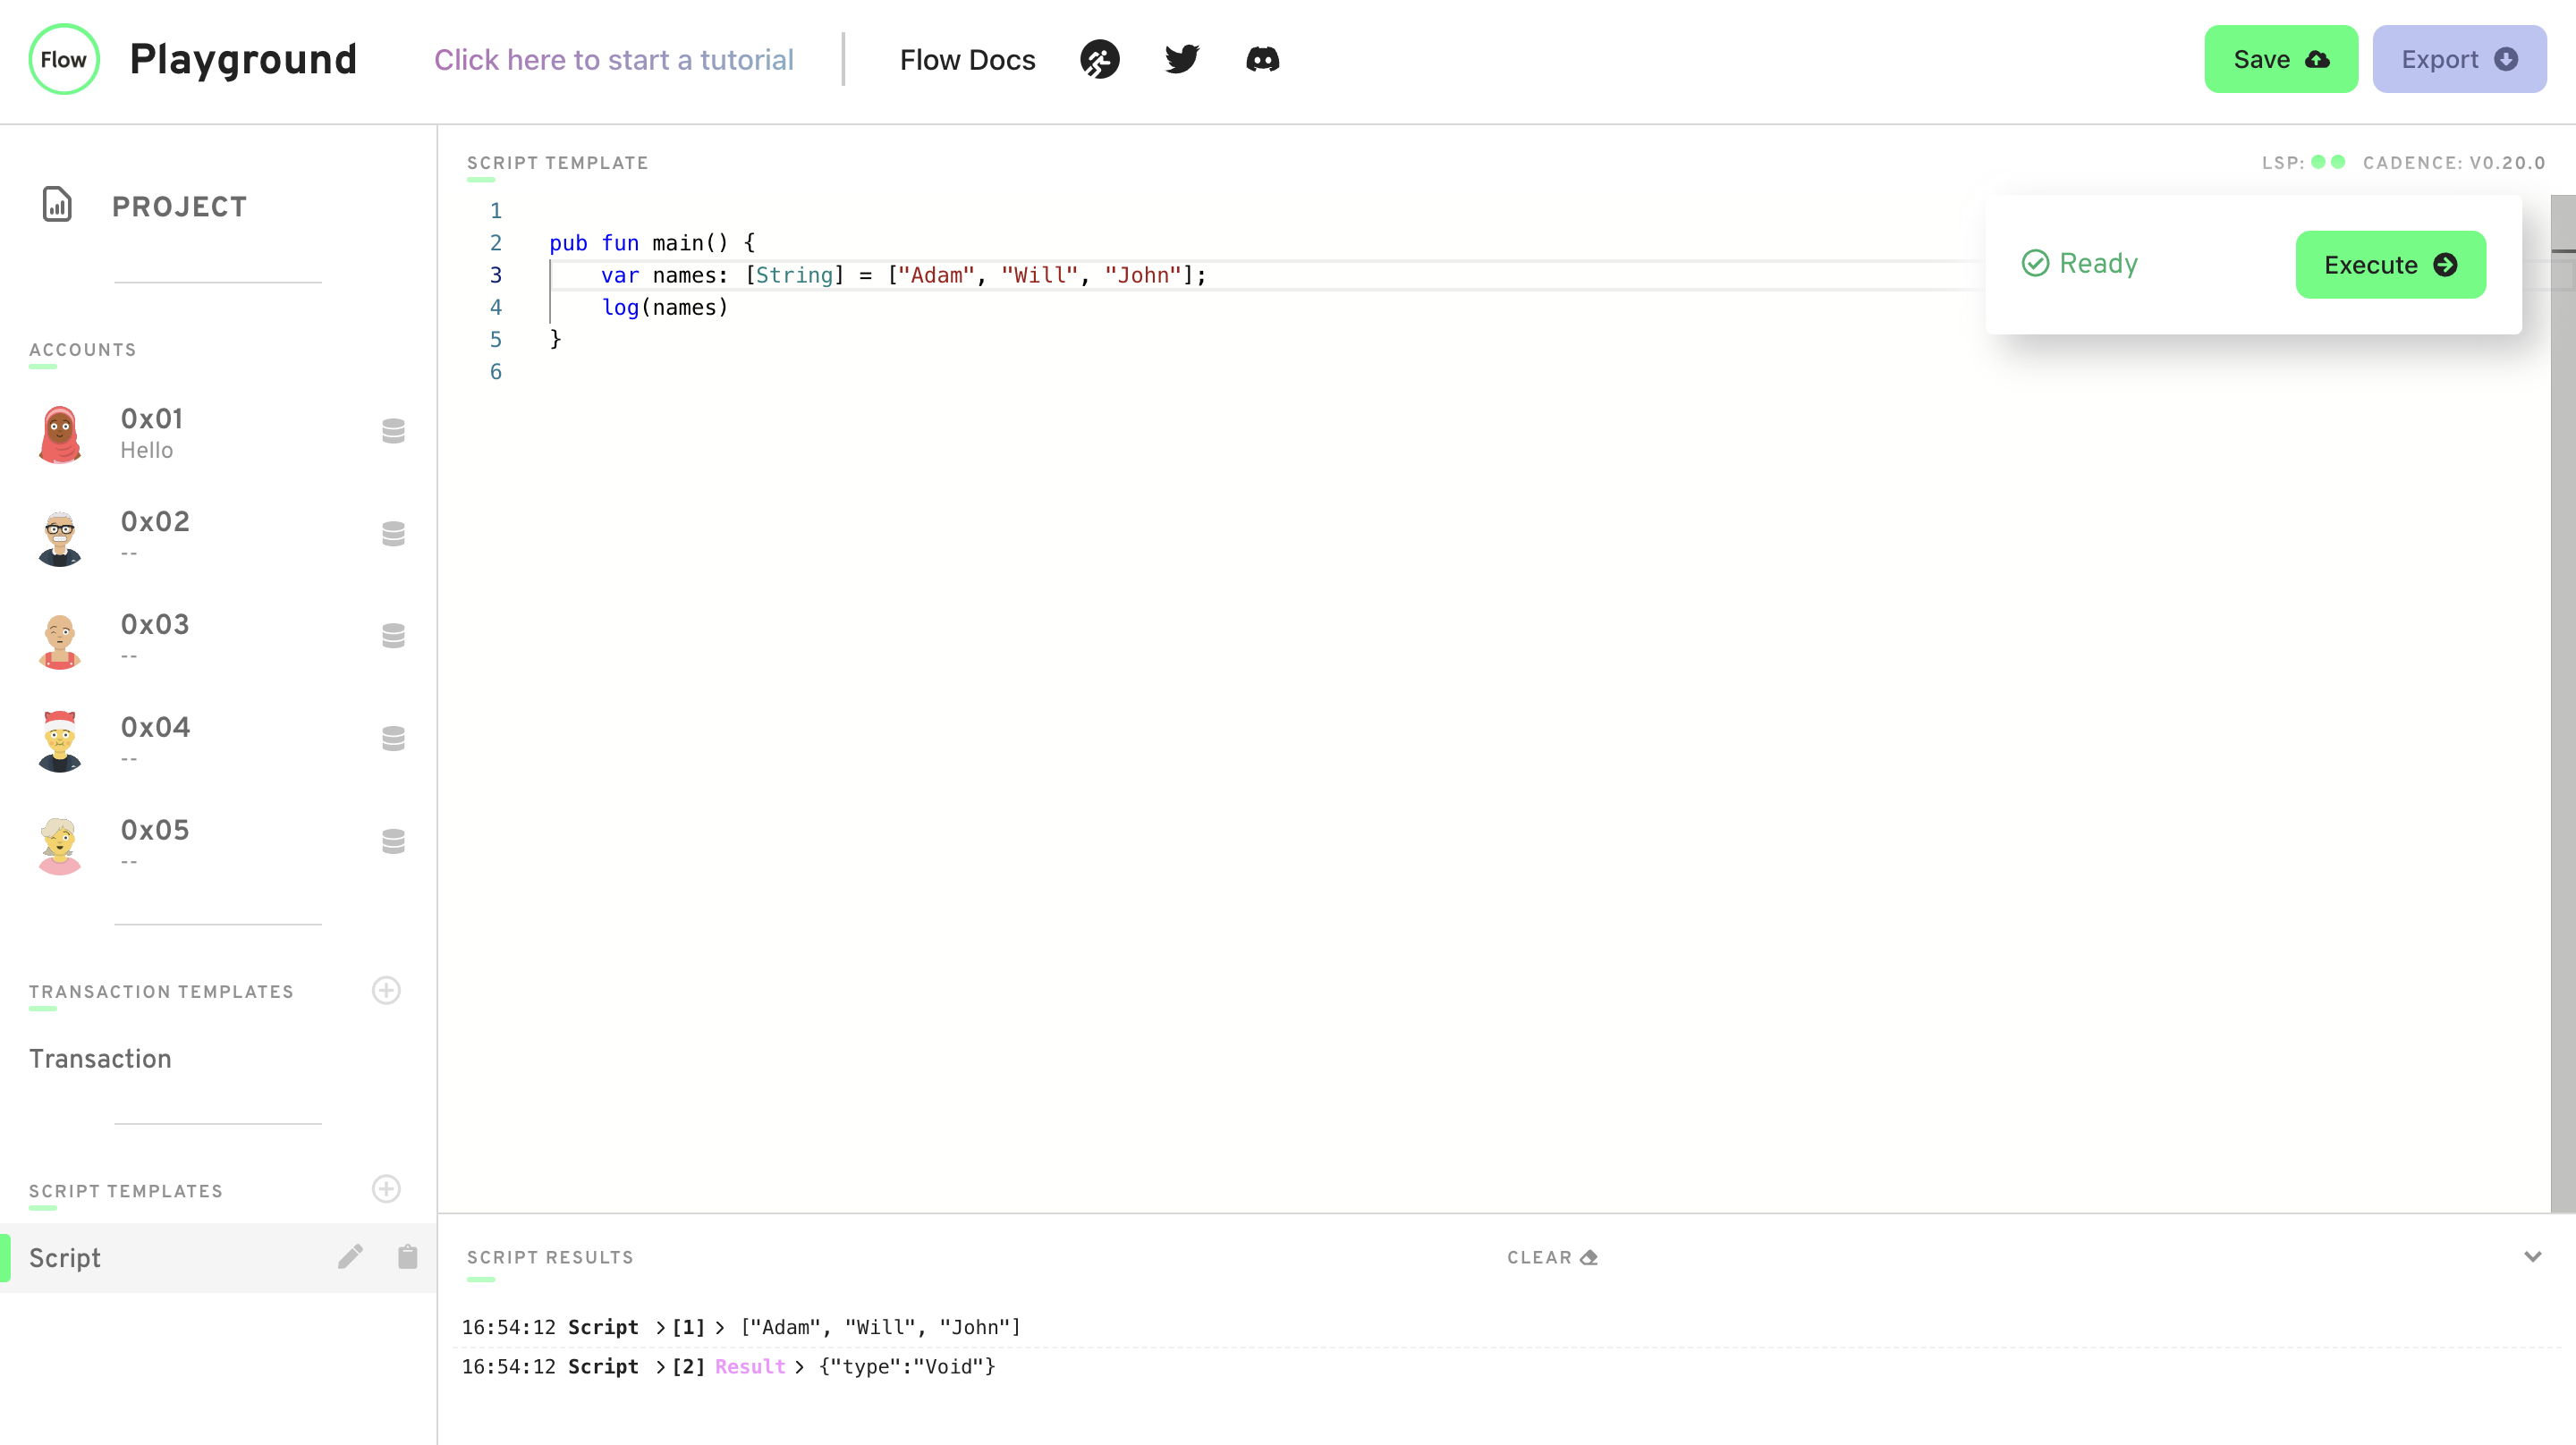 Flow Playground Click here to start a tutorial Flow Docs Save Export
PROJECT
ACCOUNTS
0x01
Hello
0x02
--
0x03
--
0x04
--
0x05
--
TRANSACTION TEMPLATES
Transaction
SCRIPT TEMPLATES
Script
SCRIPT TEMPLATE LSP: CADENCE: V0.20.0
1
2 pub fun main() {
3 var names: [String] = ["Adam", "Will", "John"];
4 log(names)
5 }
6
Ready Execute
SCRIPT RESULTS CLEAR
16:54:12 Script >[1]> ["Adam", "Will", "John"]
16:54:12 Script >[2] Result > {"type":"Void"}